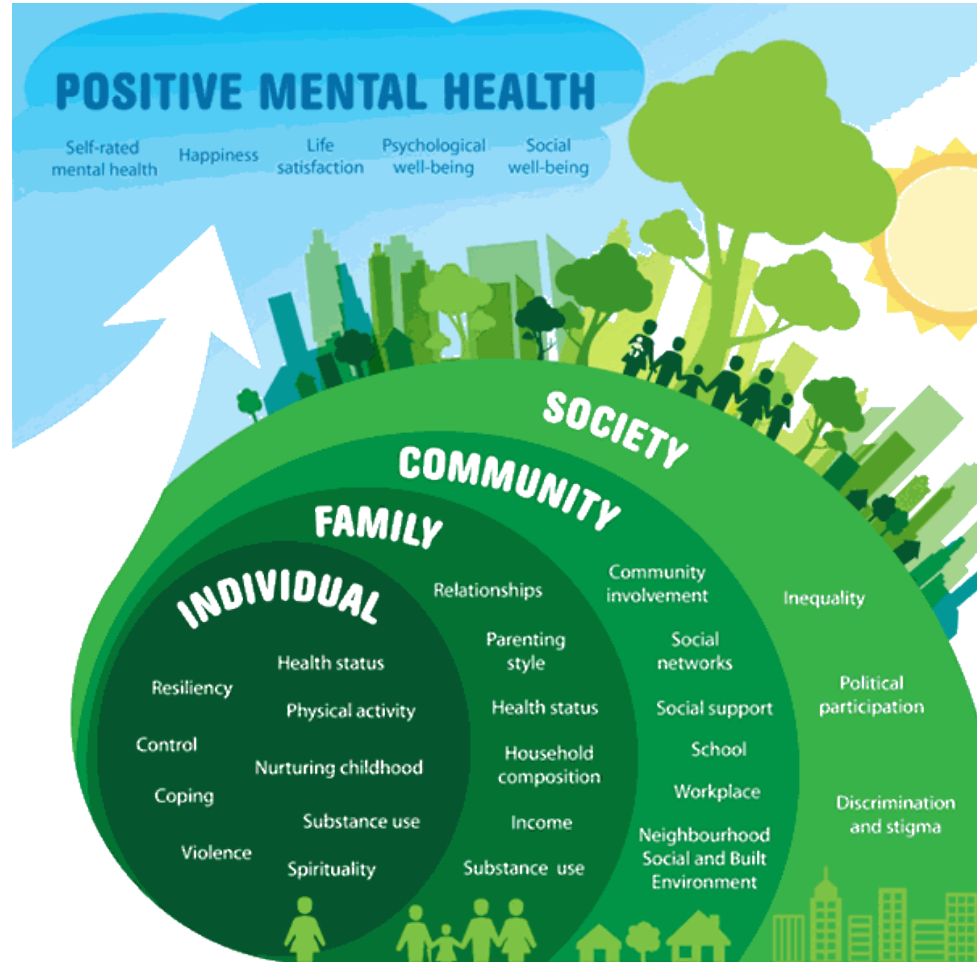 POSITIVE MENTAL HEALTH
Self-rated
mental health
Happiness
Life
satisfaction
Psychological
well-being
Social
well-being
SOCIETY
Inequality
Political
participation
Discrimination
and stigma
COMMUNITY
Community
involvement
Social
networks
Social support
School
Workplace
Neighbourhood
Social and Built
Environment
FAMILY
Relationships
Parenting
style
Health status
Household
composition
Income
Substance use
INDIVIDUAL
Health status
Resiliency
Physical activity
Control
Nurturing childhood
Coping
Substance use
Violence
Spirituality